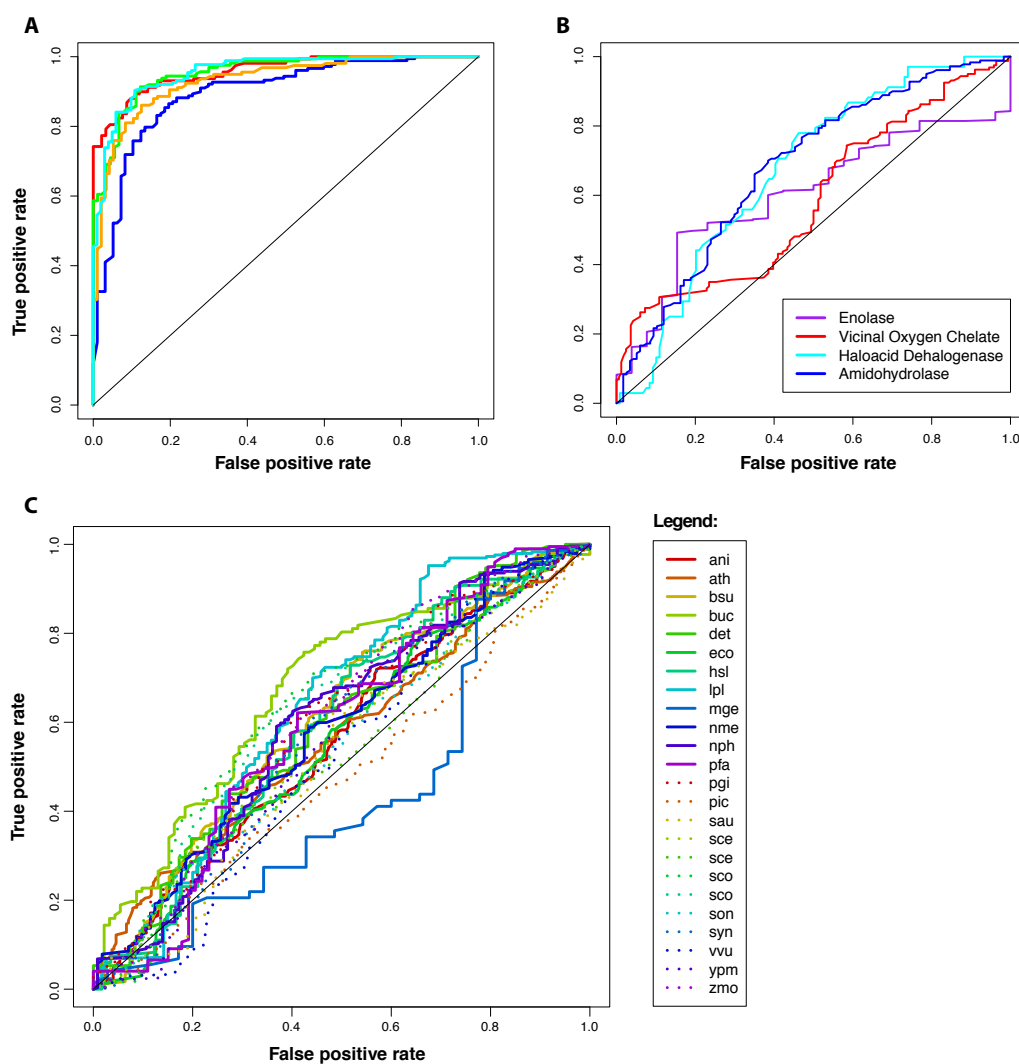 A
True positive rate
1.0
0.8
0.6
0.4
0.2
0.0
0.0 0.2 0.4 0.6 0.8 1.0
False positive rate
B
True positive rate
1.0
0.8
0.6
0.4
0.2
0.0
Enolase
Vicinal Oxygen Chelate
Haloacid Dehalogenase
Amidohydrolase
0.0 0.2 0.4 0.6 0.8 1.0
False positive rate
C
True positive rate
1.0
0.8
0.6
0.4
0.2
0.0
0.0 0.2 0.4 0.6 0.8 1.0
False positive rate
Legend:
ani
ath
bsu
buc
det
eco
hsl
lpl
mge
nme
nph
pfa
pgi
pic
sau
sce
sce
sco
sco
son
syn
vvu
ypm
zmo